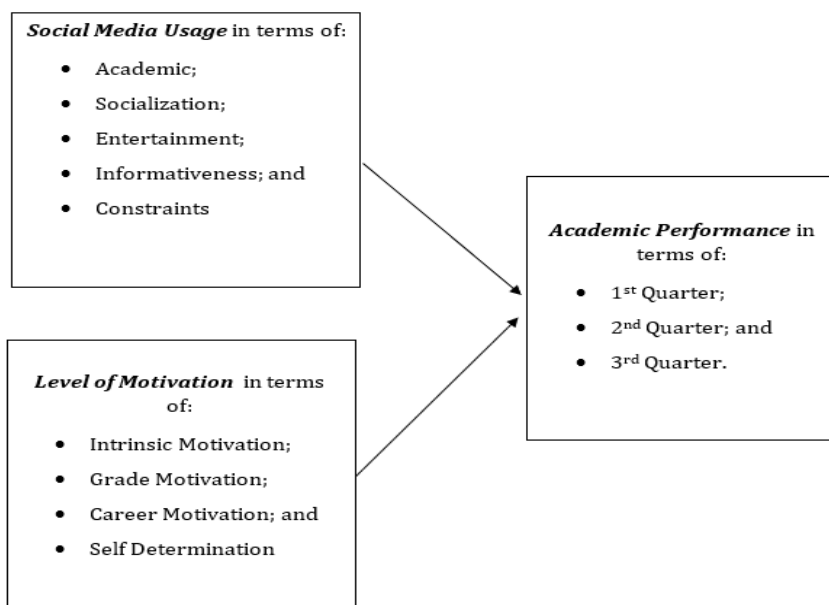 Social Media Usage in terms of:
• Academic;
• Socialization;
• Entertainment;
• Informativeness; and
• Constraints
Level of Motivation in terms
of:
• Intrinsic Motivation;
• Grade Motivation;
• Career Motivation; and
• Self Determination
Academic Performance in
terms of:
• 1st Quarter;
• 2nd Quarter; and
• 3rd Quarter.